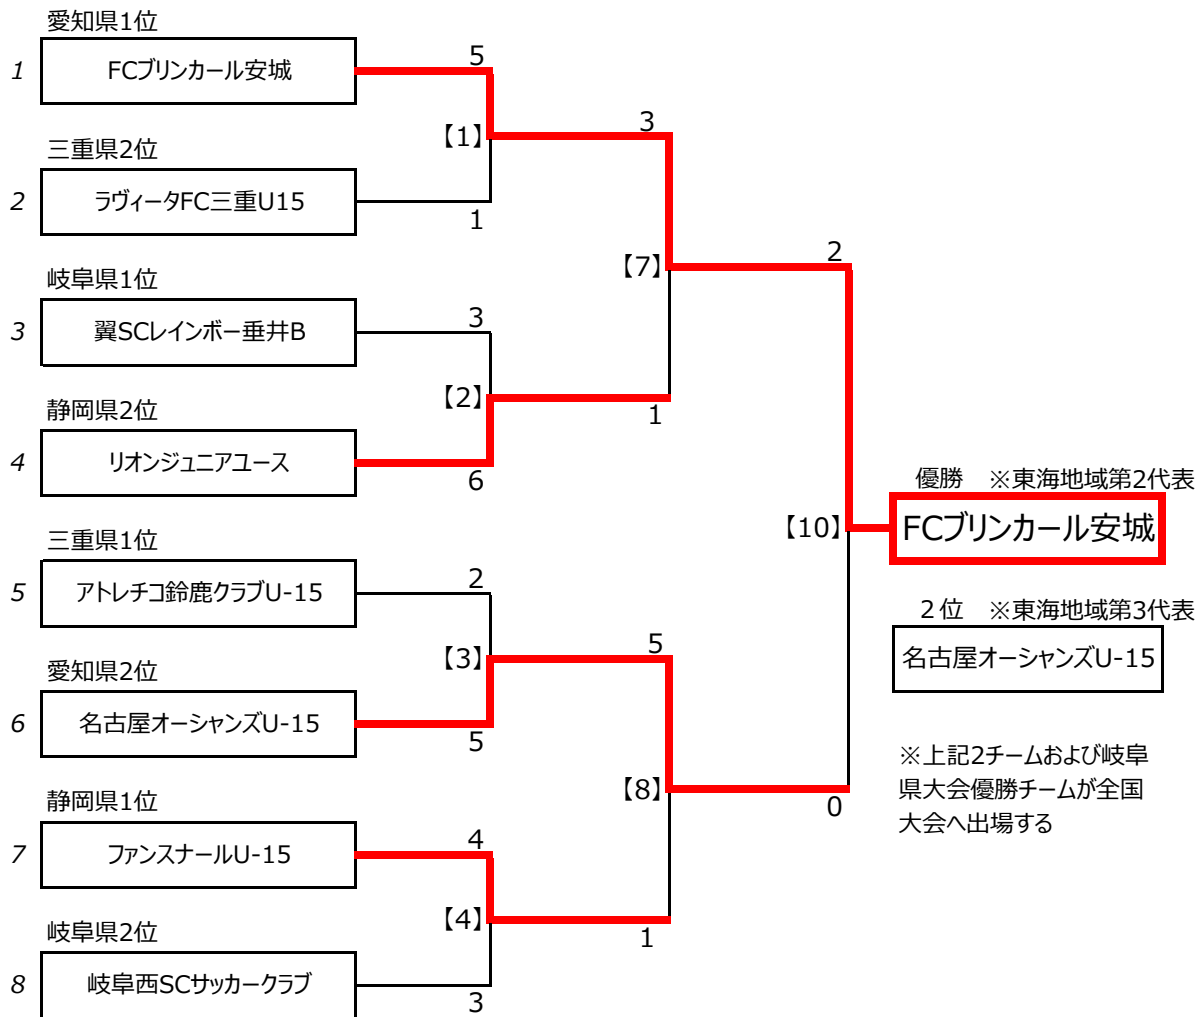 愛知県1位
1 FCブリンカール安城
5
【1】
3
三重県2位
2 ラヴィータFC三重U15
1
【7】
2
岐阜県1位
3 翼SCレインボー垂井B
3
【2】
1
静岡県2位
4 リオンジュニアユース
6
優勝 ※東海地域第2代表
【10】
FCブリンカール安城
三重県1位
5 アトレチコ鈴鹿クラブU-15
2
２位 ※東海地域第3代表
名古屋オーシャンズU-15
【3】
5
愛知県2位
6 名古屋オーシャンズU-15
5
【8】
0
※上記2チームおよび岐阜
県大会優勝チームが全国
大会へ出場する
静岡県1位
7 ファンスナールU-15
4
【4】
1
岐阜県2位
8 岐阜西SCサッカークラブ
3